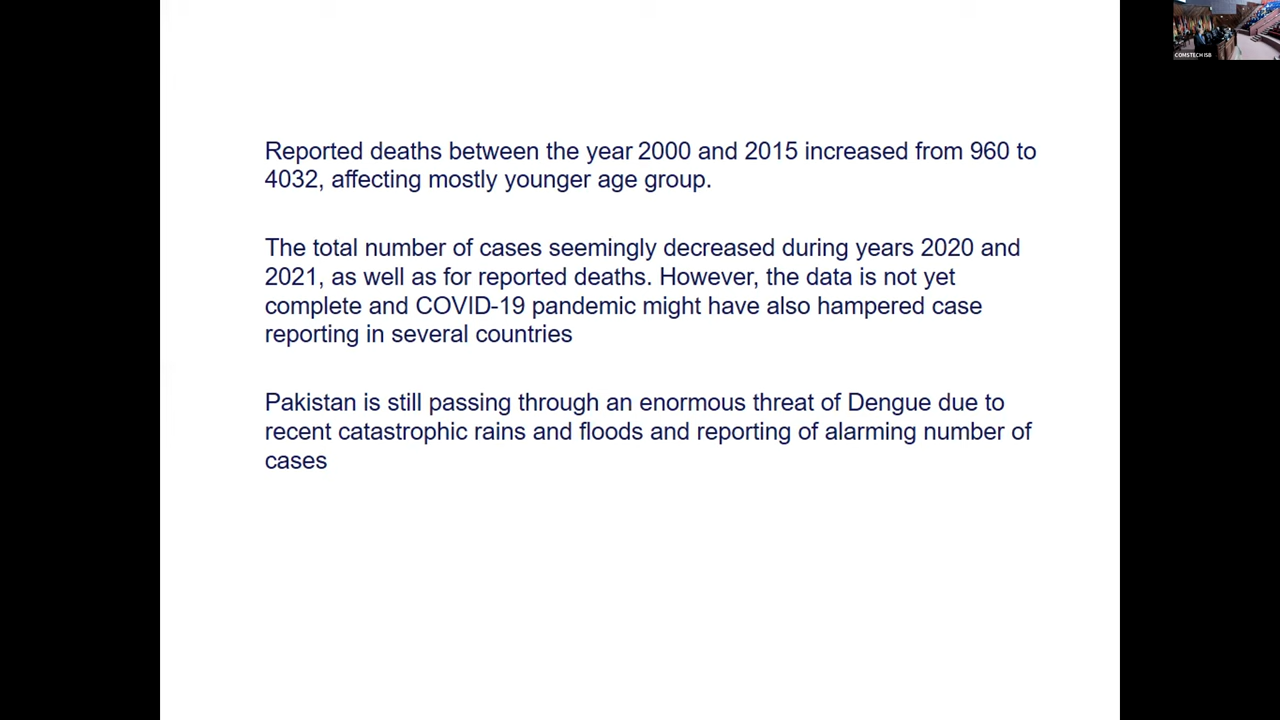 COMSTECH ISB
Reported deaths between the year 2000 and 2015 increased from 960 to
4032, affecting mostly younger age group.
The total number of cases seemingly decreased during years 2020 and
2021, as well as for reported deaths. However, the data is not yet
complete and COVID-19 pandemic might have also hampered case
reporting in several countries
Pakistan is still passing through an enormous threat of Dengue due to
recent catastrophic rains and floods and reporting of alarming number of
cases